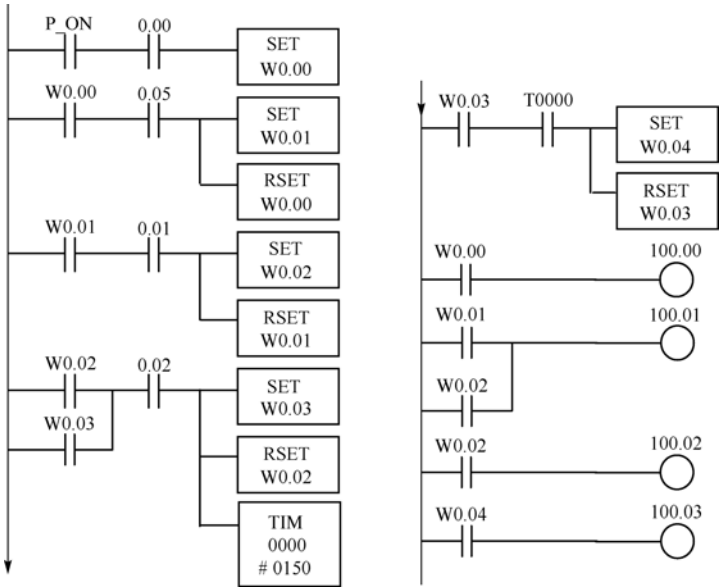 P_ON 0.00
SET
W0.00
W0.00 0.05
SET
W0.01
RSET
W0.00
W0.01 0.01
SET
W0.02
RSET
W0.01
W0.02 0.02
SET
W0.03
W0.03
RSET
W0.02
TIM
0000
# 0150
W0.03 T0000
SET
W0.04
RSET
W0.03
W0.00 100.00
W0.01 100.01
W0.02
W0.02 100.02
W0.04 100.03